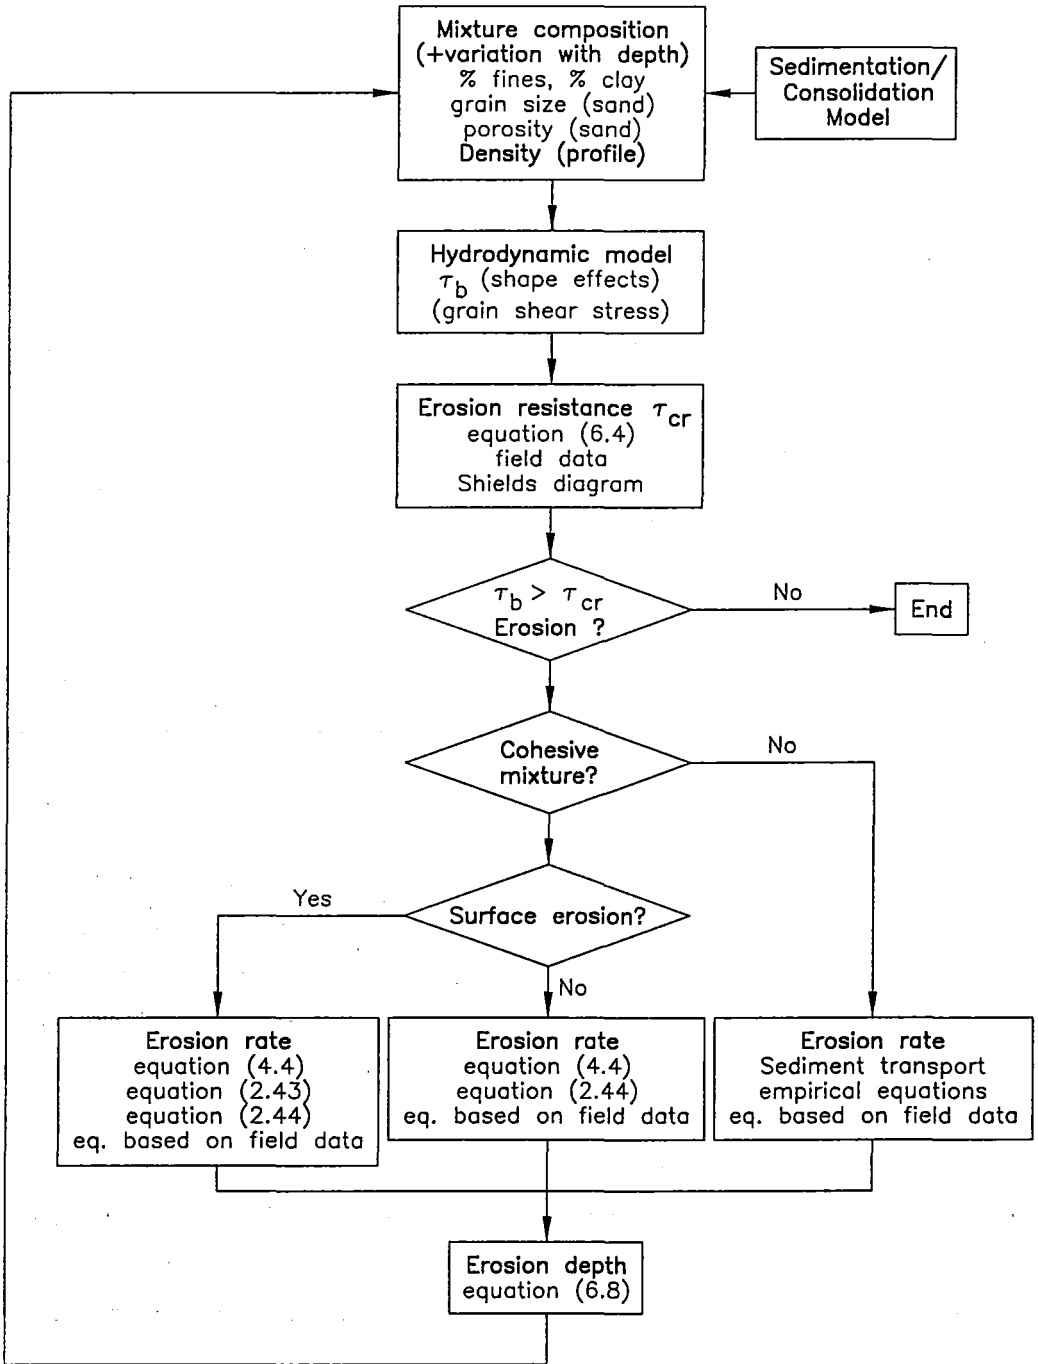 Mixture composition
(+variation with depth)
% fines, % clay
grain size (sand)
porosity (sand)
Density (profile)
Sedimentation/
Consolidation
Model
Hydrodynamic model
τb (shape effects)
(grain shear stress)
Erosion resistance τcr
equation (6.4)
field data
Shields diagram
τb > τcr
Erosion ?
No
End
Cohesive
mixture?
No
Surface erosion?
Yes
No
Erosion rate
equation (4.4)
equation (2.43)
equation (2.44)
eq. based on field data
Erosion rate
equation (4.4)
equation (2.44)
eq. based on field data
Erosion rate
Sediment transport
empirical equations
eq. based on field data
Erosion depth
equation (6.8)